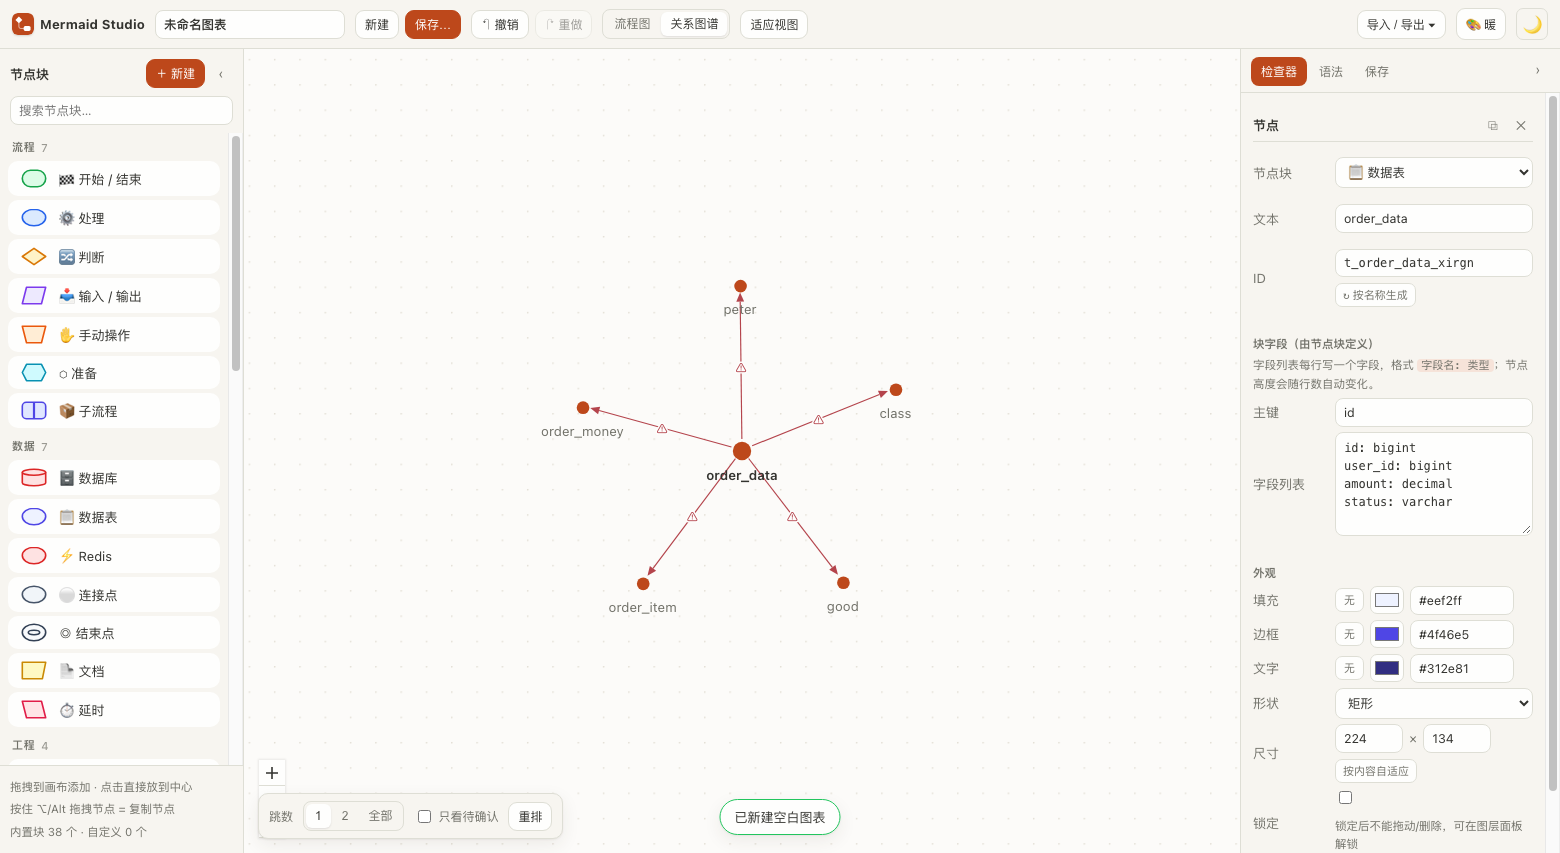 Mermaid Studio
未命名图表
新建
保存...
撤销
重做
流程图
关系图谱
适应视图
导入 / 导出
暖
节点块
+ 新建
搜索节点块...
流程 7
开始 / 结束
处理
判断
输入 / 输出
手动操作
准备
子流程
数据 7
数据库
数据表
Redis
连接点
结束点
文档
延时
工程 4
拖拽到画布添加 · 点击直接放到中心
按住 ⌥/Alt 拖拽节点 = 复制节点
内置块 38 个 · 自定义 0 个
peter
class
order_money
order_data
order_item
good
+
跳数
1
2
全部
只看待确认
重排
已新建空白图表
检查器
语法
保存
节点
节点块
数据表
文本
order_data
ID
t_order_data_xirgn
↻ 按名称生成
块字段（由节点块定义）
字段列表每行写一个字段，格式 字段名: 类型；节点
高度会随行数自动变化。
主键
id
字段列表
id: bigint
user_id: bigint
amount: decimal
status: varchar
外观
填充
无
#eef2ff
边框
无
#4f46e5
文字
无
#312e81
形状
矩形
尺寸
224 × 134
按内容自适应
锁定
锁定后不能拖动/删除，可在图层面板
解锁